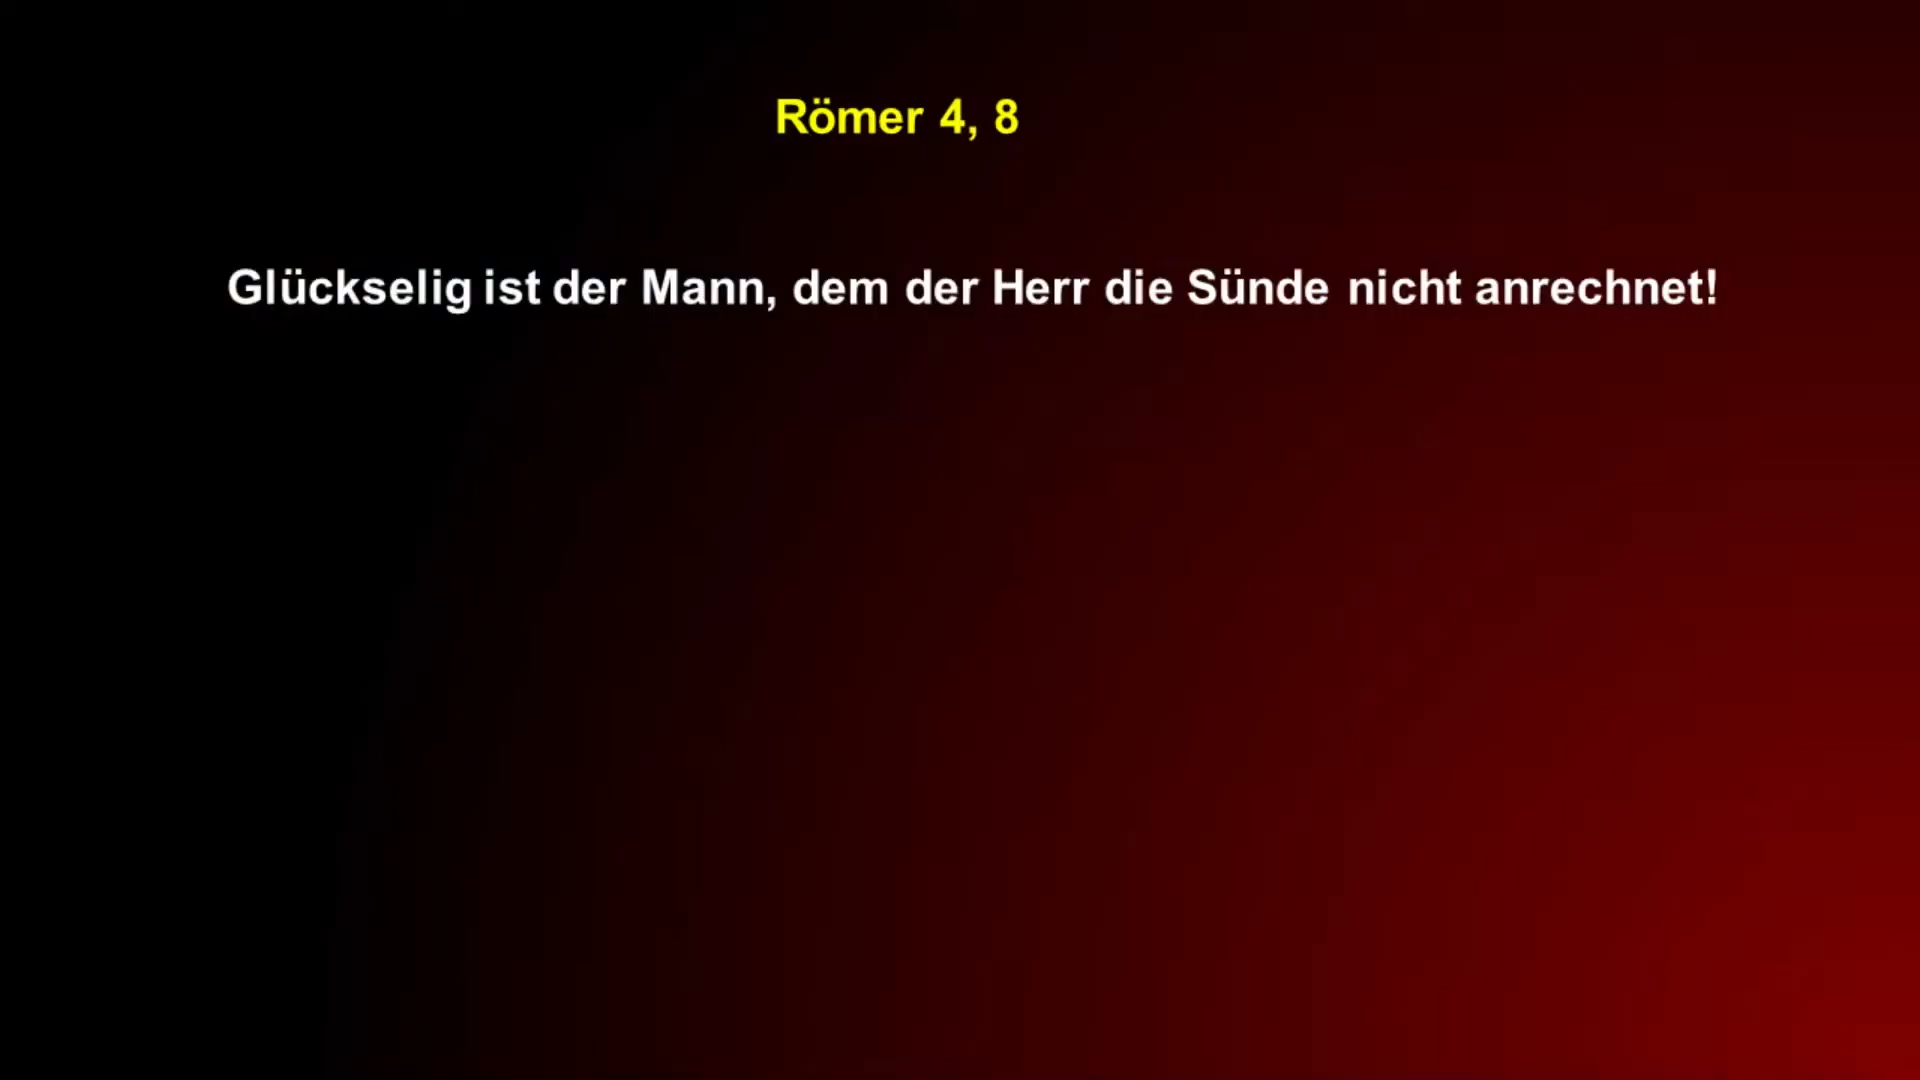 Römer 4, 8
Glückselig ist der Mann, dem der Herr die Sünde nicht anrechnet!